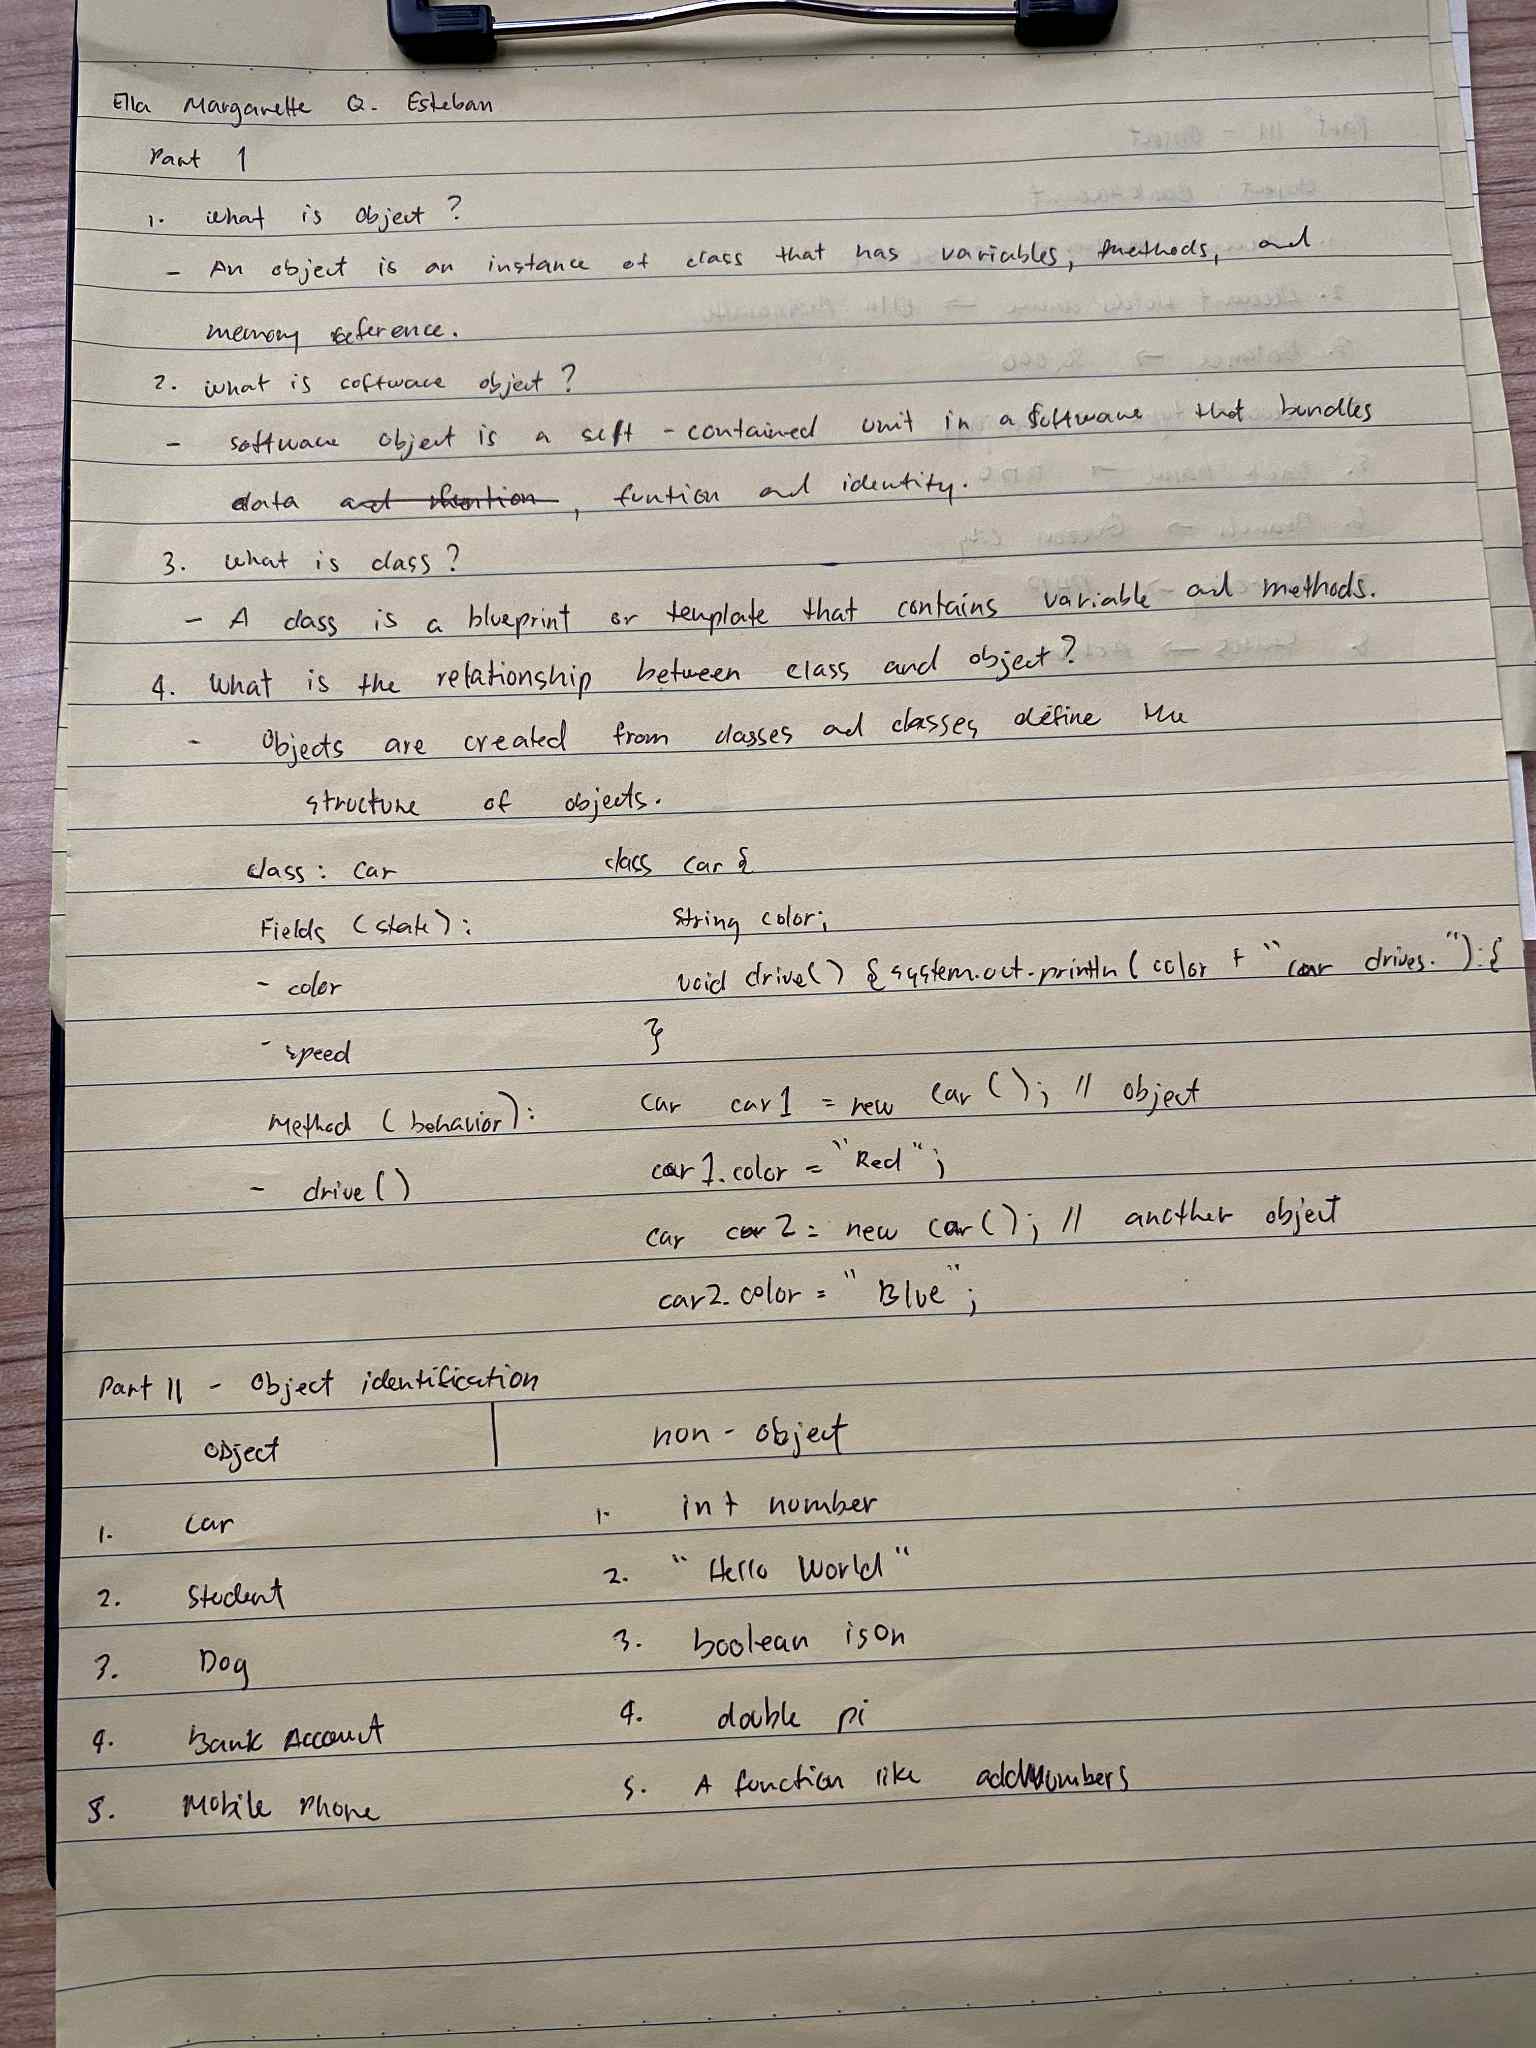 Ella Margarette Q. Esteban
Part 1
1. What is Object?
- An object is an instance of class that has variables, methods, and
memory reference.
2. What is software object?
- software object is a self-contained unit in a software that bundles
data and function, funtion and identity.
3. What is class?
- A class is a blueprint or template that contains variable and methods.
4. What is the relationship between class and object?
- Objects are created from classes and classes define the
structure of objects.
class: Car class Car {
Fields (state): String color;
- color void drive() { system.out.println( color + "car drives."):{
- speed }
Method (behavior): Car car1 = new Car(); // object
- drive() car1.color = "Red";
Car car2 = new Car(); // another object
car2.color = "Blue";
Part II - Object identification
Object non-object
1. Car 1. int number
2. Student 2. "Hello World"
3. Dog 3. boolean ison
4. Bank Account 4. double pi
5. Mobile Phone 5. A function like addNumbers